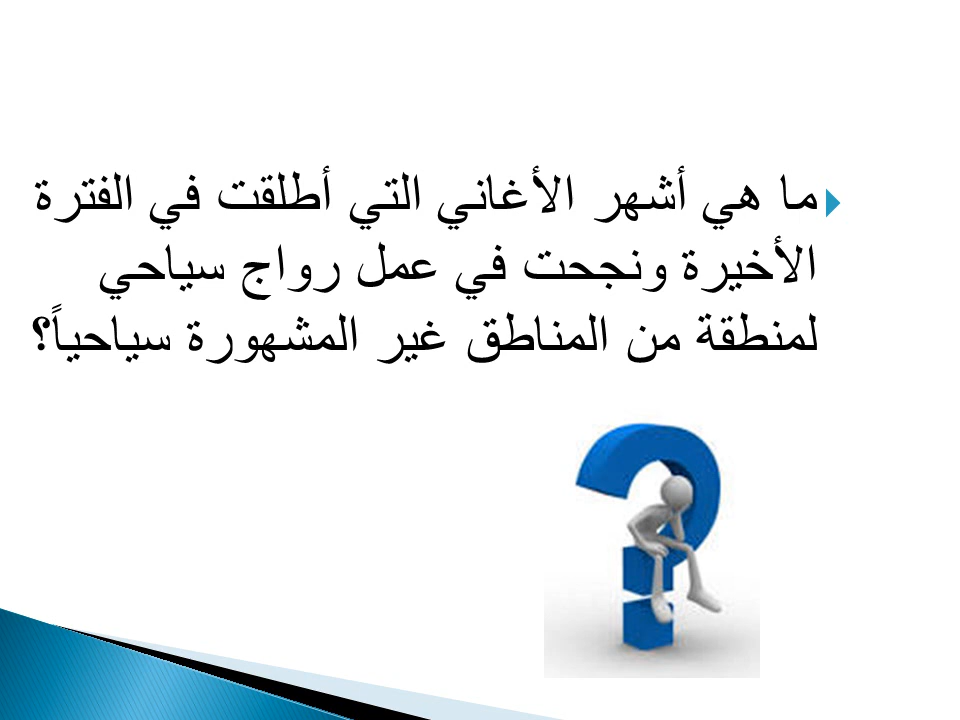 ما هي أشهر الأغاني التي أطلقت في الفترة
الأخيرة ونجحت في عمل رواج سياحي
لمنطقة من المناطق غير المشهورة سياحياً؟